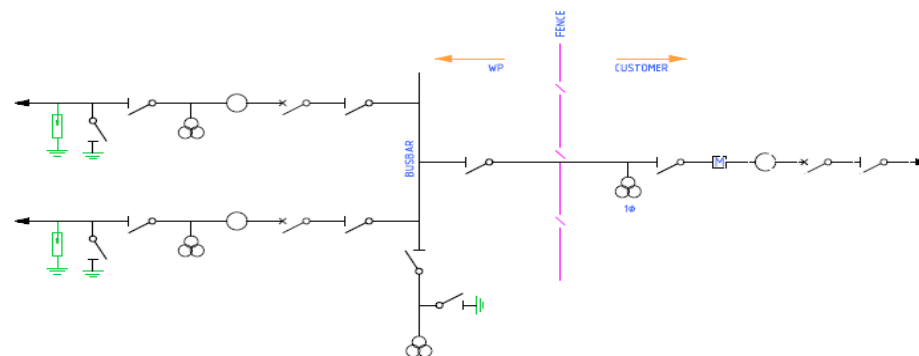 FENCE
WP
CUSTOMER
BUSBAR
M
1Φ